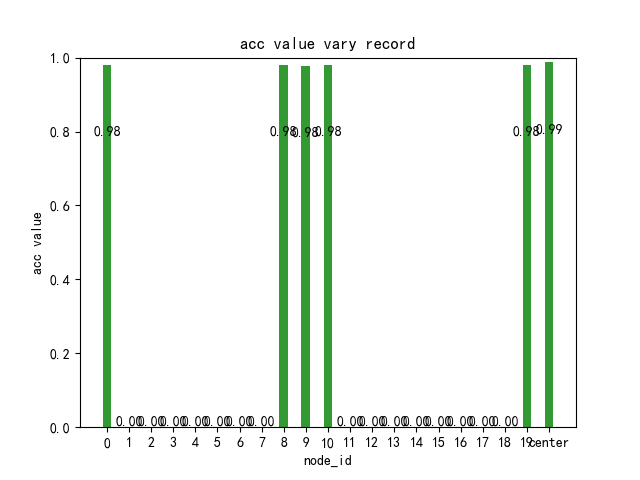 acc value vary record
1.0
0.8
0.6
0.4
0.2
0.0
acc value
0.98 0.98 0.98 0.98 0.98 0.99
0.00 0.00 0.00 0.00 0.00 0.00 0.00 0.00 0.00 0.00 0.00 0.00 0.00 0.00 0.00
0 1 2 3 4 5 6 7 8 9 10 11 12 13 14 15 16 17 18 19 center
node_id